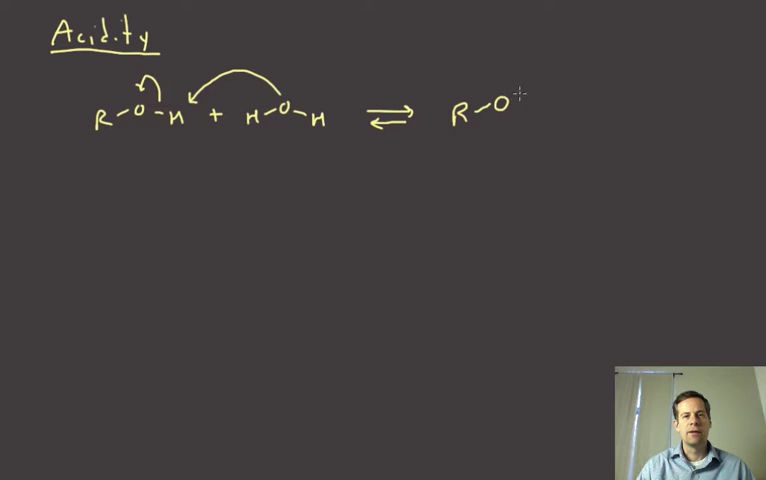 Acidity
R-O-H + H-O-H ⇌ R-O